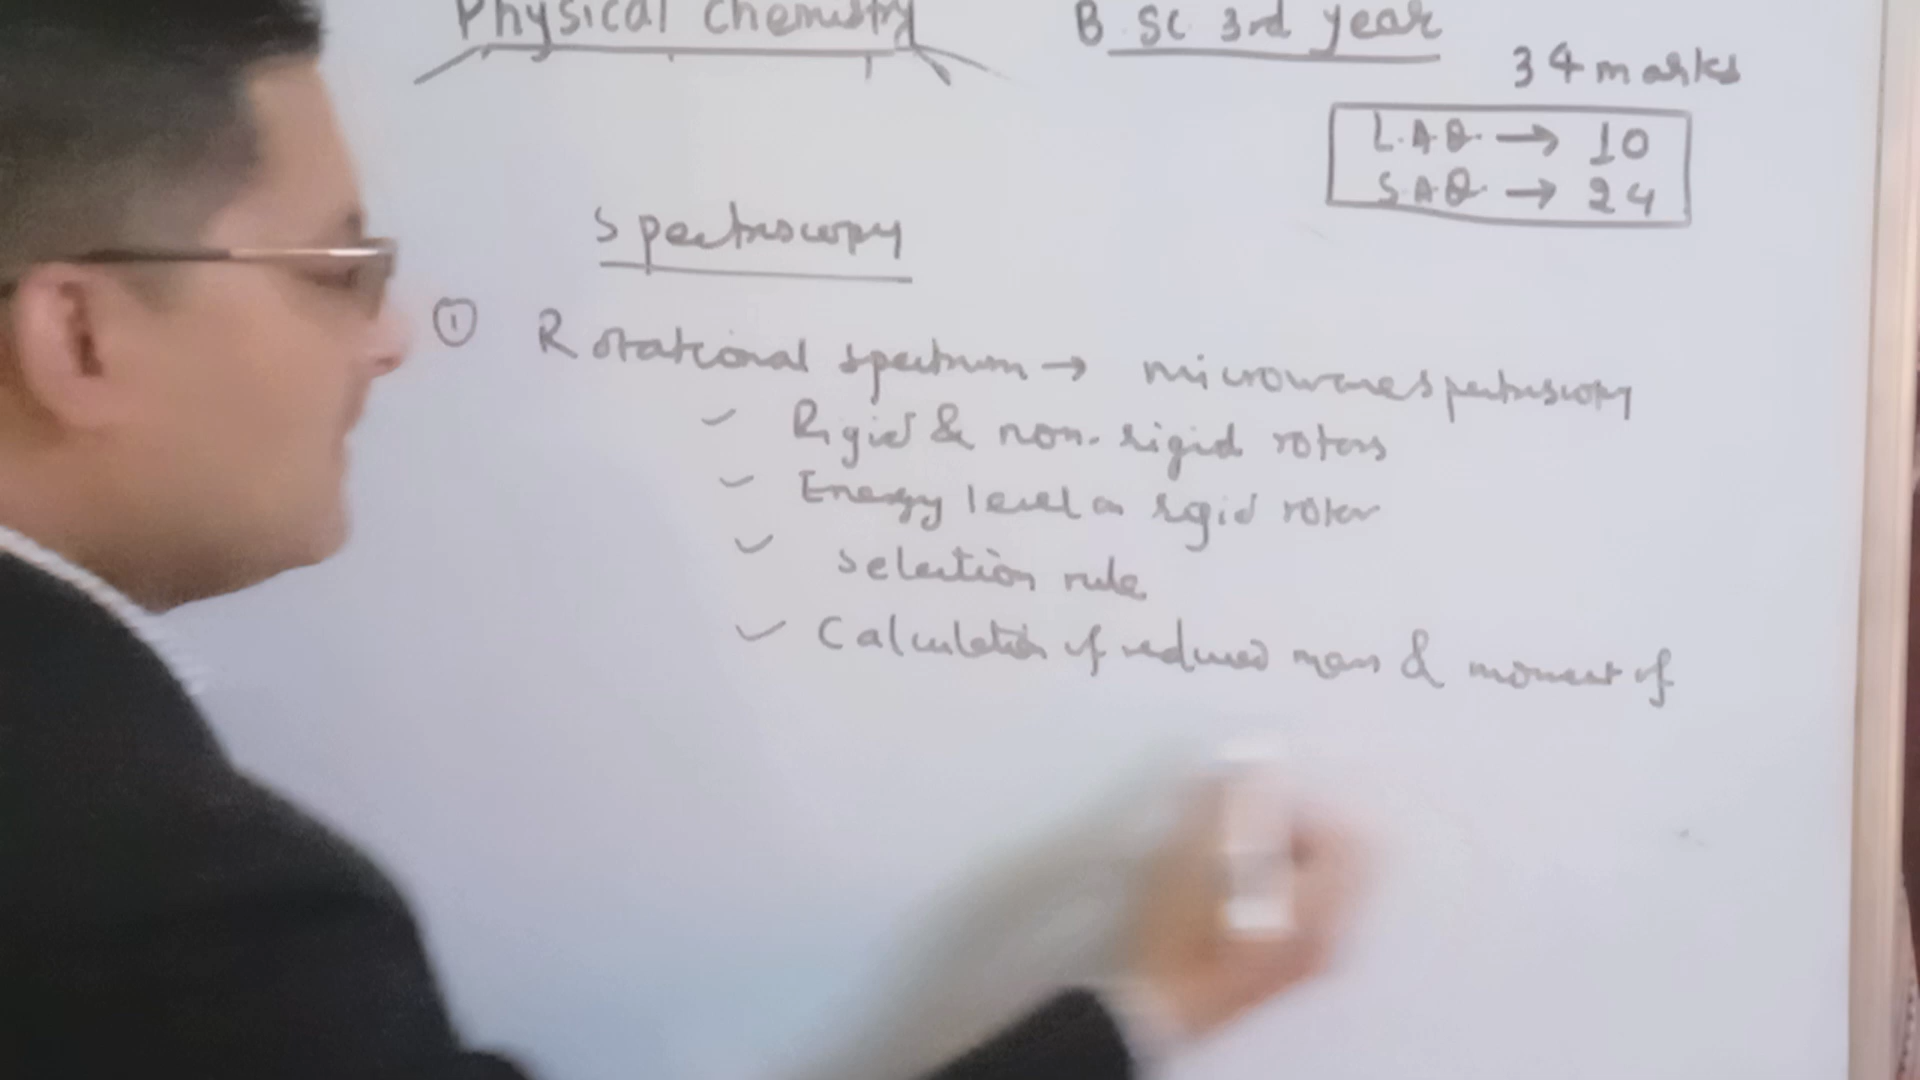 Physical Chemistry B.Sc 3rd year
34 marks
L.A.Q. → 10
S.A.Q. → 24
Spectroscopy
① Rotational spectrum → microwave spectroscopy
✓ Rigid & non-rigid rotors
✓ Energy level in rigid rotor
✓ selection rule
✓ Calculation of reduced mass & moment of